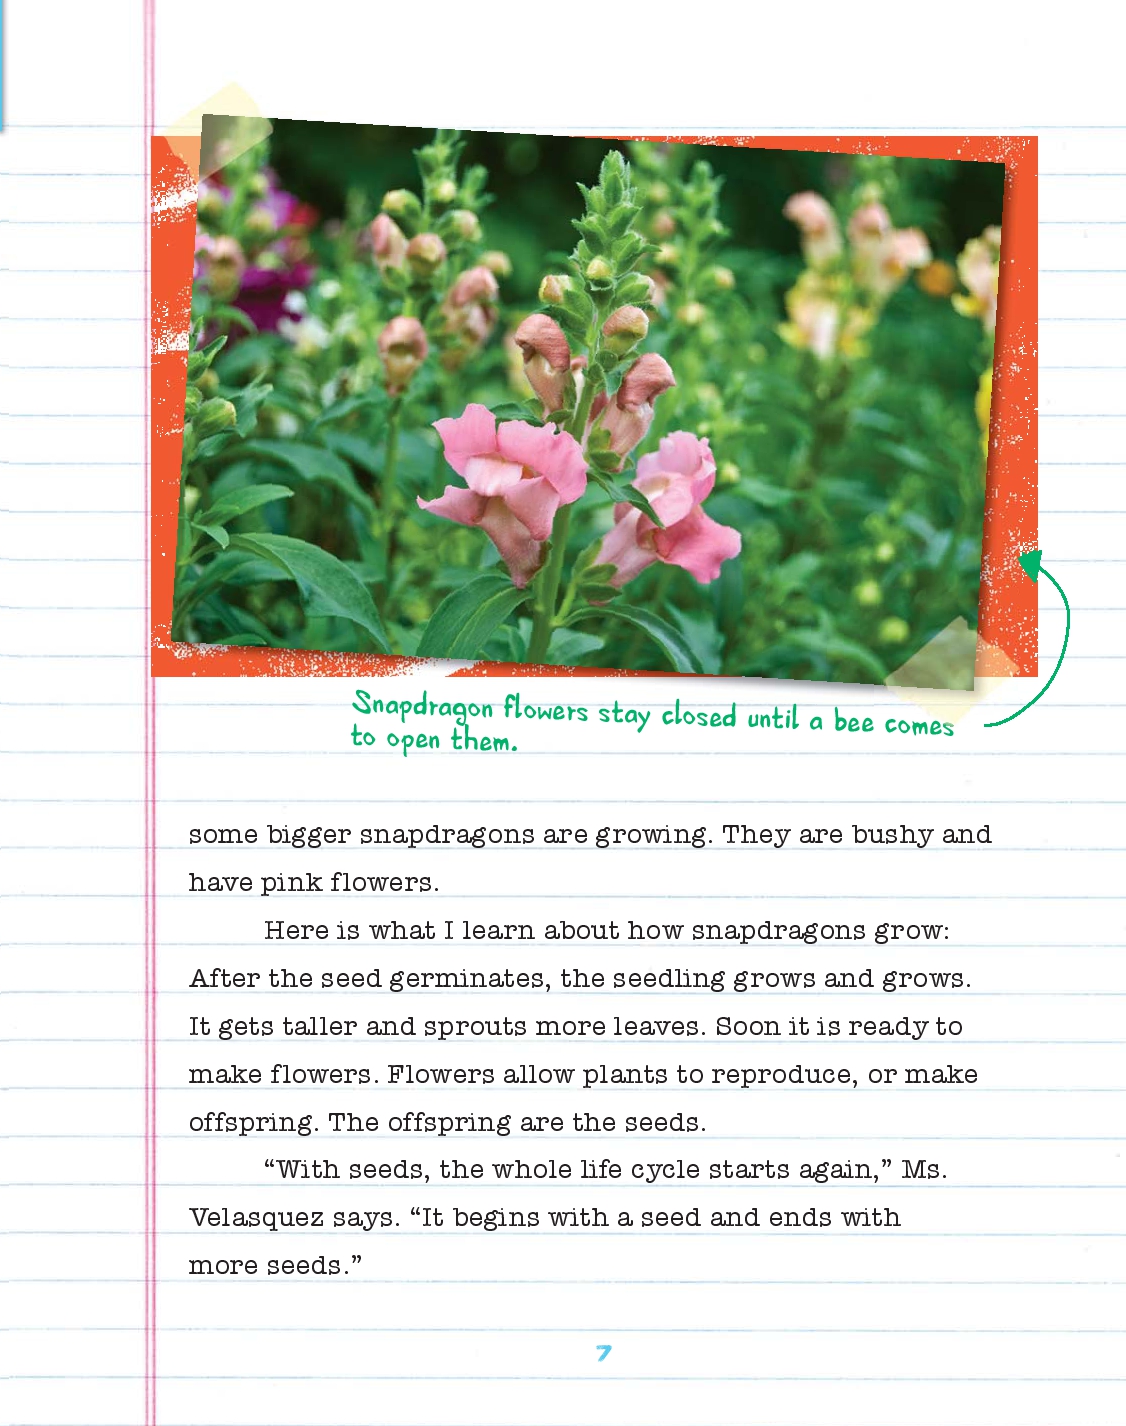 Snapdragon flowers stay closed until a bee comes
to open them.
some bigger snapdragons are growing. They are bushy and
have pink flowers.
Here is what I learn about how snapdragons grow:
After the seed germinates, the seedling grows and grows.
It gets taller and sprouts more leaves. Soon it is ready to
make flowers. Flowers allow plants to reproduce, or make
offspring. The offspring are the seeds.
“With seeds, the whole life cycle starts again,” Ms.
Velasquez says. “It begins with a seed and ends with
more seeds.”
7